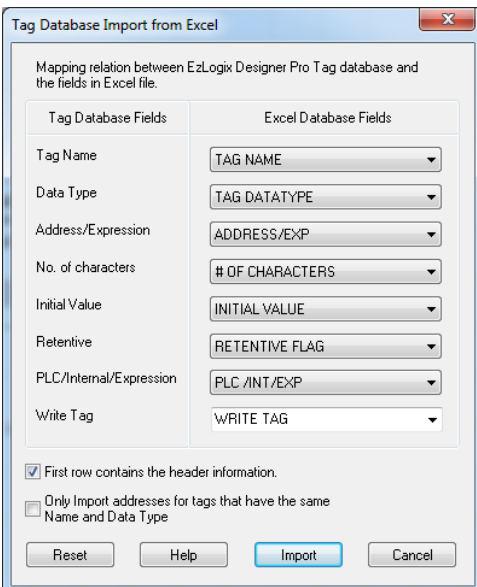 Tag Database Import from Excel
Mapping relation between EzLogix Designer Pro Tag database and
the fields in Excel file.
Tag Database Fields Excel Database Fields
Tag Name TAG NAME
Data Type TAG DATATYPE
Address/Expression ADDRESS/EXP
No. of characters # OF CHARACTERS
Initial Value INITIAL VALUE
Retentive RETENTIVE FLAG
PLC/Internal/Expression PLC /INT/EXP
Write Tag WRITE TAG
First row contains the header information.
Only Import addresses for tags that have the same
Name and Data Type
Reset Help Import Cancel